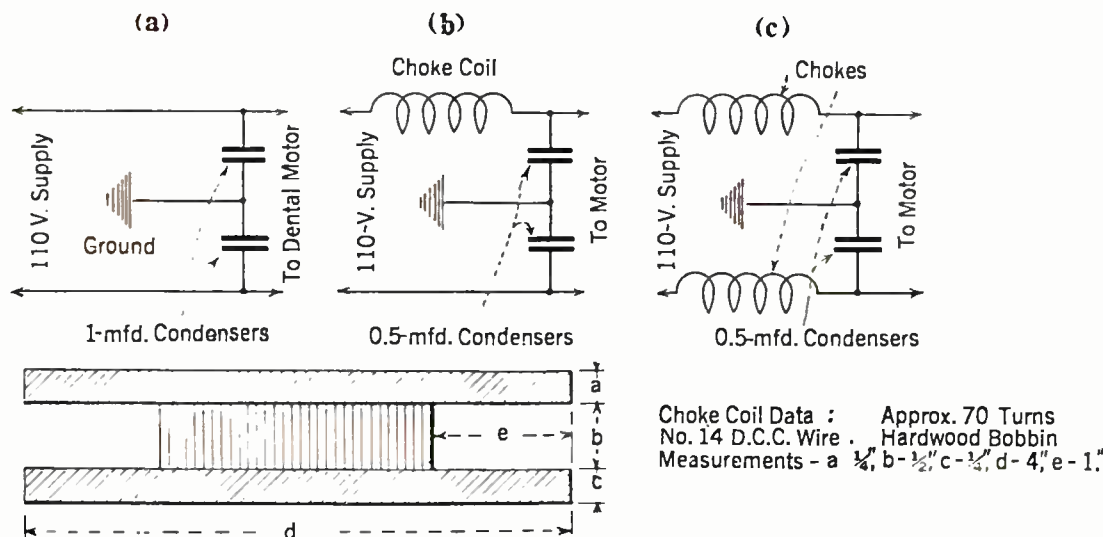 (a)
(b)
(c)
Choke Coil
Chokes
110 V. Supply
Ground
To Dental Motor
110-V. Supply
To Motor
110-V. Supply
To Motor
1-mfd. Condensers
0.5-mfd. Condensers
0.5-mfd. Condensers
a
b
c
e
d
Choke Coil Data : Approx. 70 Turns
No. 14 D.C.C. Wire . Hardwood Bobbin
Measurements - a ¼", b - ½", c - ¼", d - 4", e - 1."